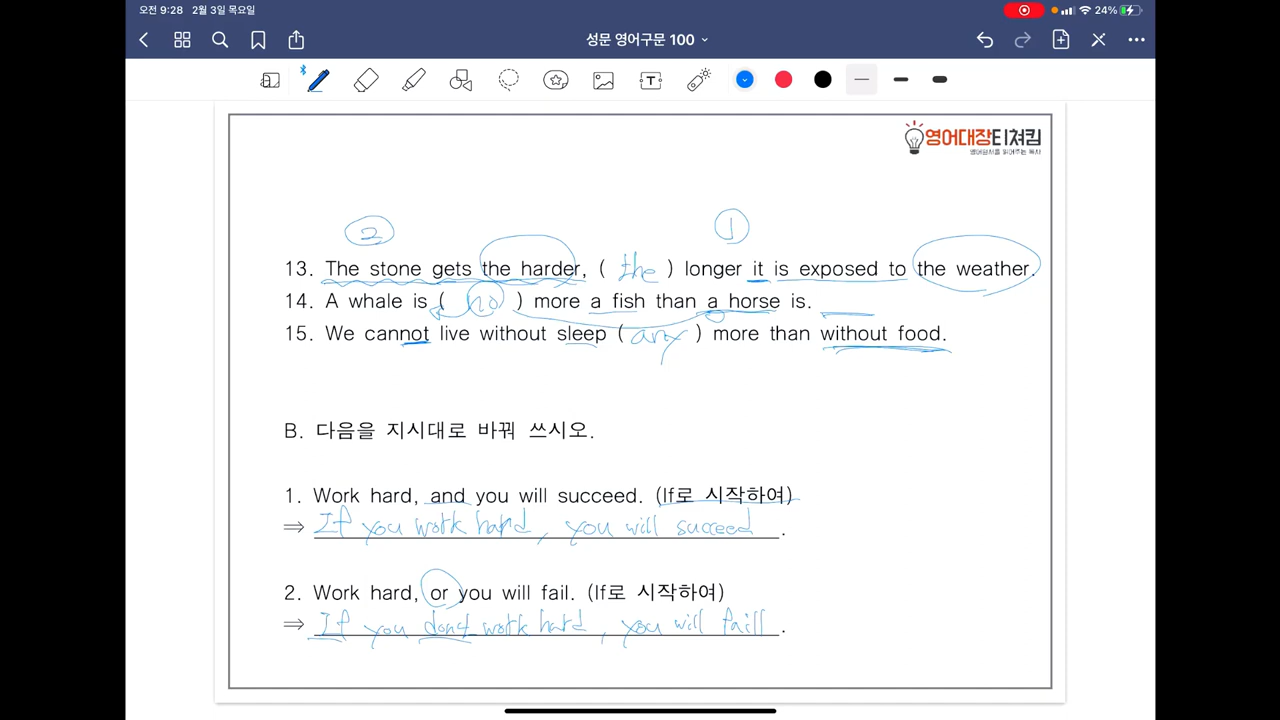 오전 9:28 2월 3일 목요일 24%
성문 영어구문 100
영어대장티쳐킴
② ①
13. The stone gets the harder, ( the ) longer it is exposed to the weather.
14. A whale is ( no ) more a fish than a horse is.
15. We cannot live without sleep ( any ) more than without food.
B. 다음을 지시대로 바꿔 쓰시오.
1. Work hard, and you will succeed. (If로 시작하여)
⇒ If you work hard, you will succeed.
2. Work hard, or you will fail. (If로 시작하여)
⇒ If you don't work hard, you will faill.